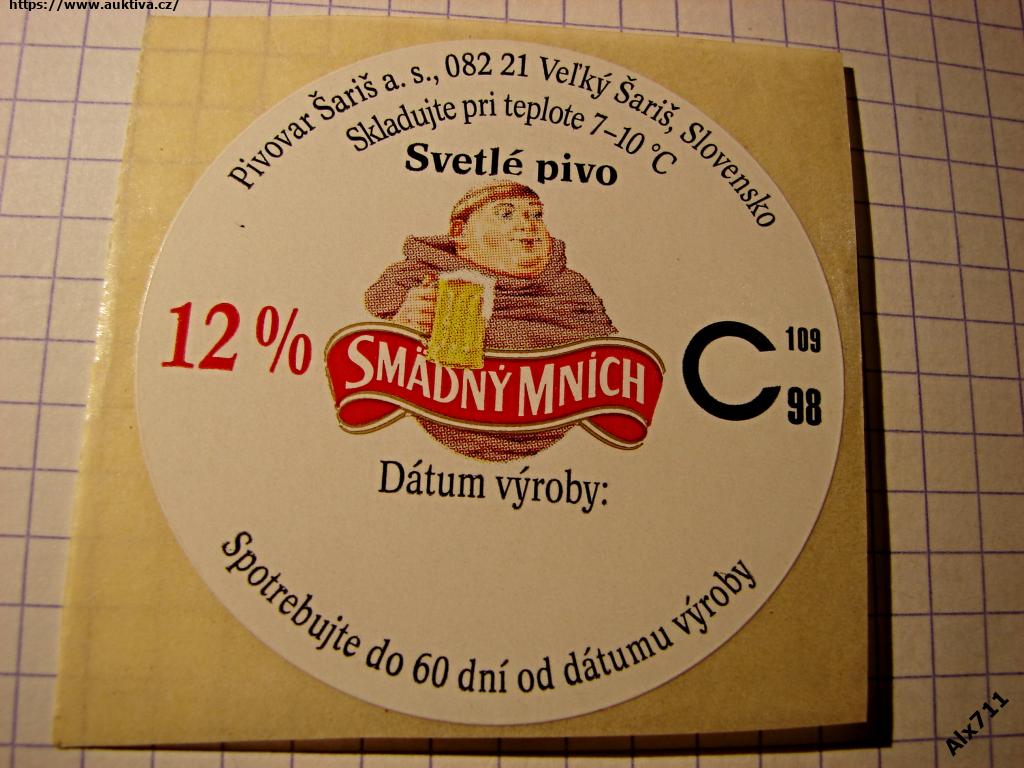 https://www.auktiva.cz/
Pivovar Šariš a. s., 082 21 Veľký Šariš, Slovensko
Skladujte pri teplote 7–10 °C
Svetlé pivo
12 %
SMÄDNÝ MNÍCH
109
C
98
Dátum výroby:
Spotrebujte do 60 dní od dátumu výroby
Alx711